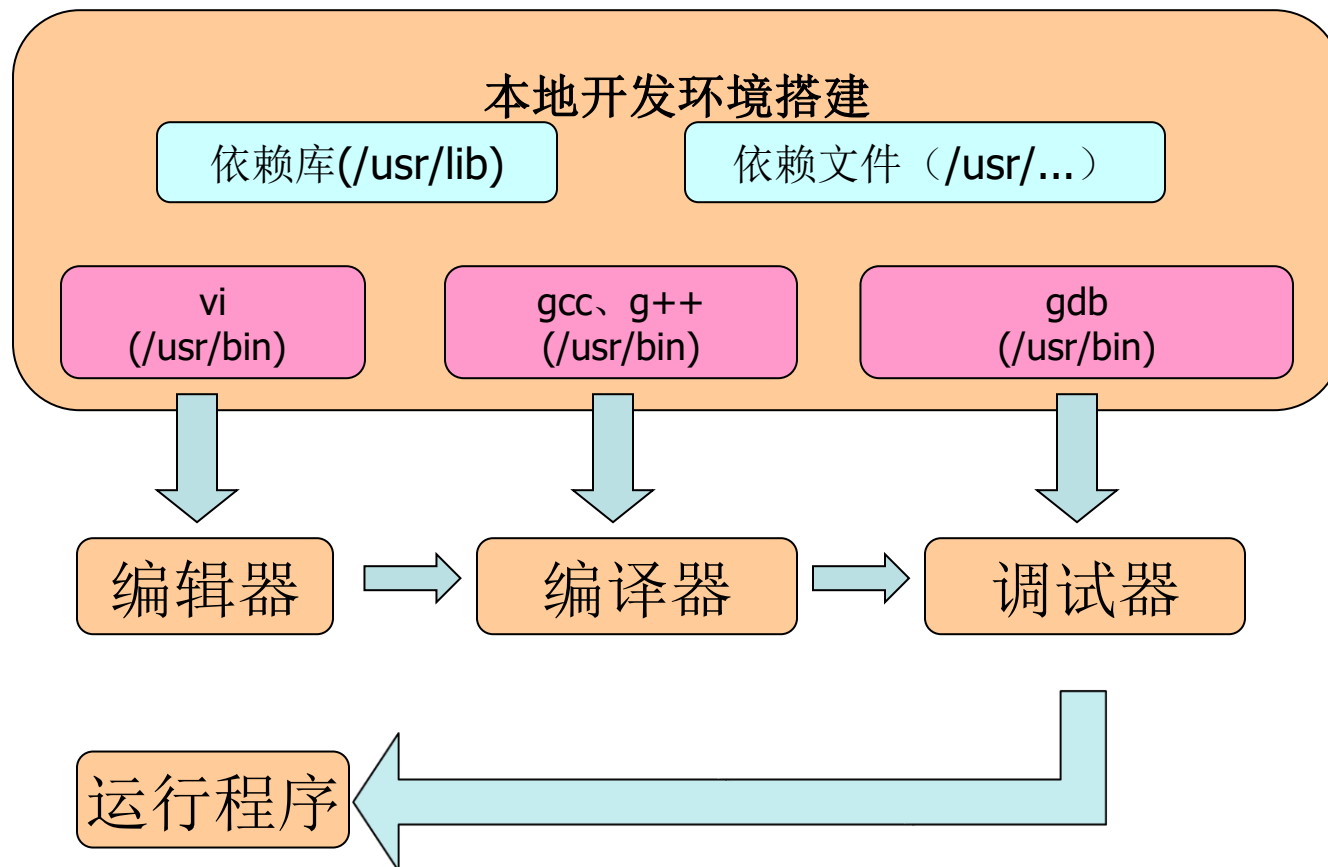 本地开发环境搭建
依赖库(/usr/lib)
依赖文件（/usr/...）
vi
(/usr/bin)
gcc、g++
(/usr/bin)
gdb
(/usr/bin)
编辑器
编译器
调试器
运行程序